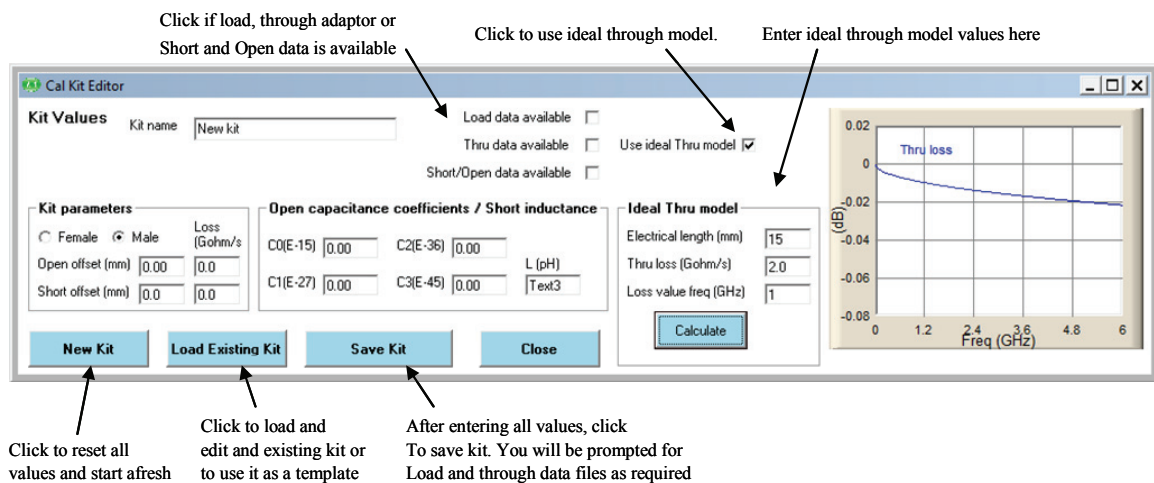 Click if load, through adaptor or
Short and Open data is available
Click to use ideal through model.
Enter ideal through model values here
Cal Kit Editor
Kit Values
Kit name
New kit
Load data available
Thru data available
Short/Open data available
Use ideal Thru model
Kit parameters
Female
Male
Loss
(Gohm/s
Open offset (mm)
0.00
0.0
Short offset (mm)
0.0
0.0
Open capacitance coefficients / Short inductance
C0(E-15)
0.00
C2(E-36)
0.00
C1(E-27)
0.00
C3(E-45)
0.00
L (pH)
Text3
Ideal Thru model
Electrical length (mm)
15
Thru loss (Gohm/s)
2.0
Loss value freq (GHz)
1
Calculate
New Kit
Load Existing Kit
Save Kit
Close
Thru loss
(dB)
0.02
0
-0.02
-0.04
-0.06
-0.08
0
1.2
2.4
3.6
4.8
6
Freq (GHz)
Click to reset all
values and start afresh
Click to load and
edit and existing kit or
to use it as a template
After entering all values, click
To save kit. You will be prompted for
Load and through data files as required